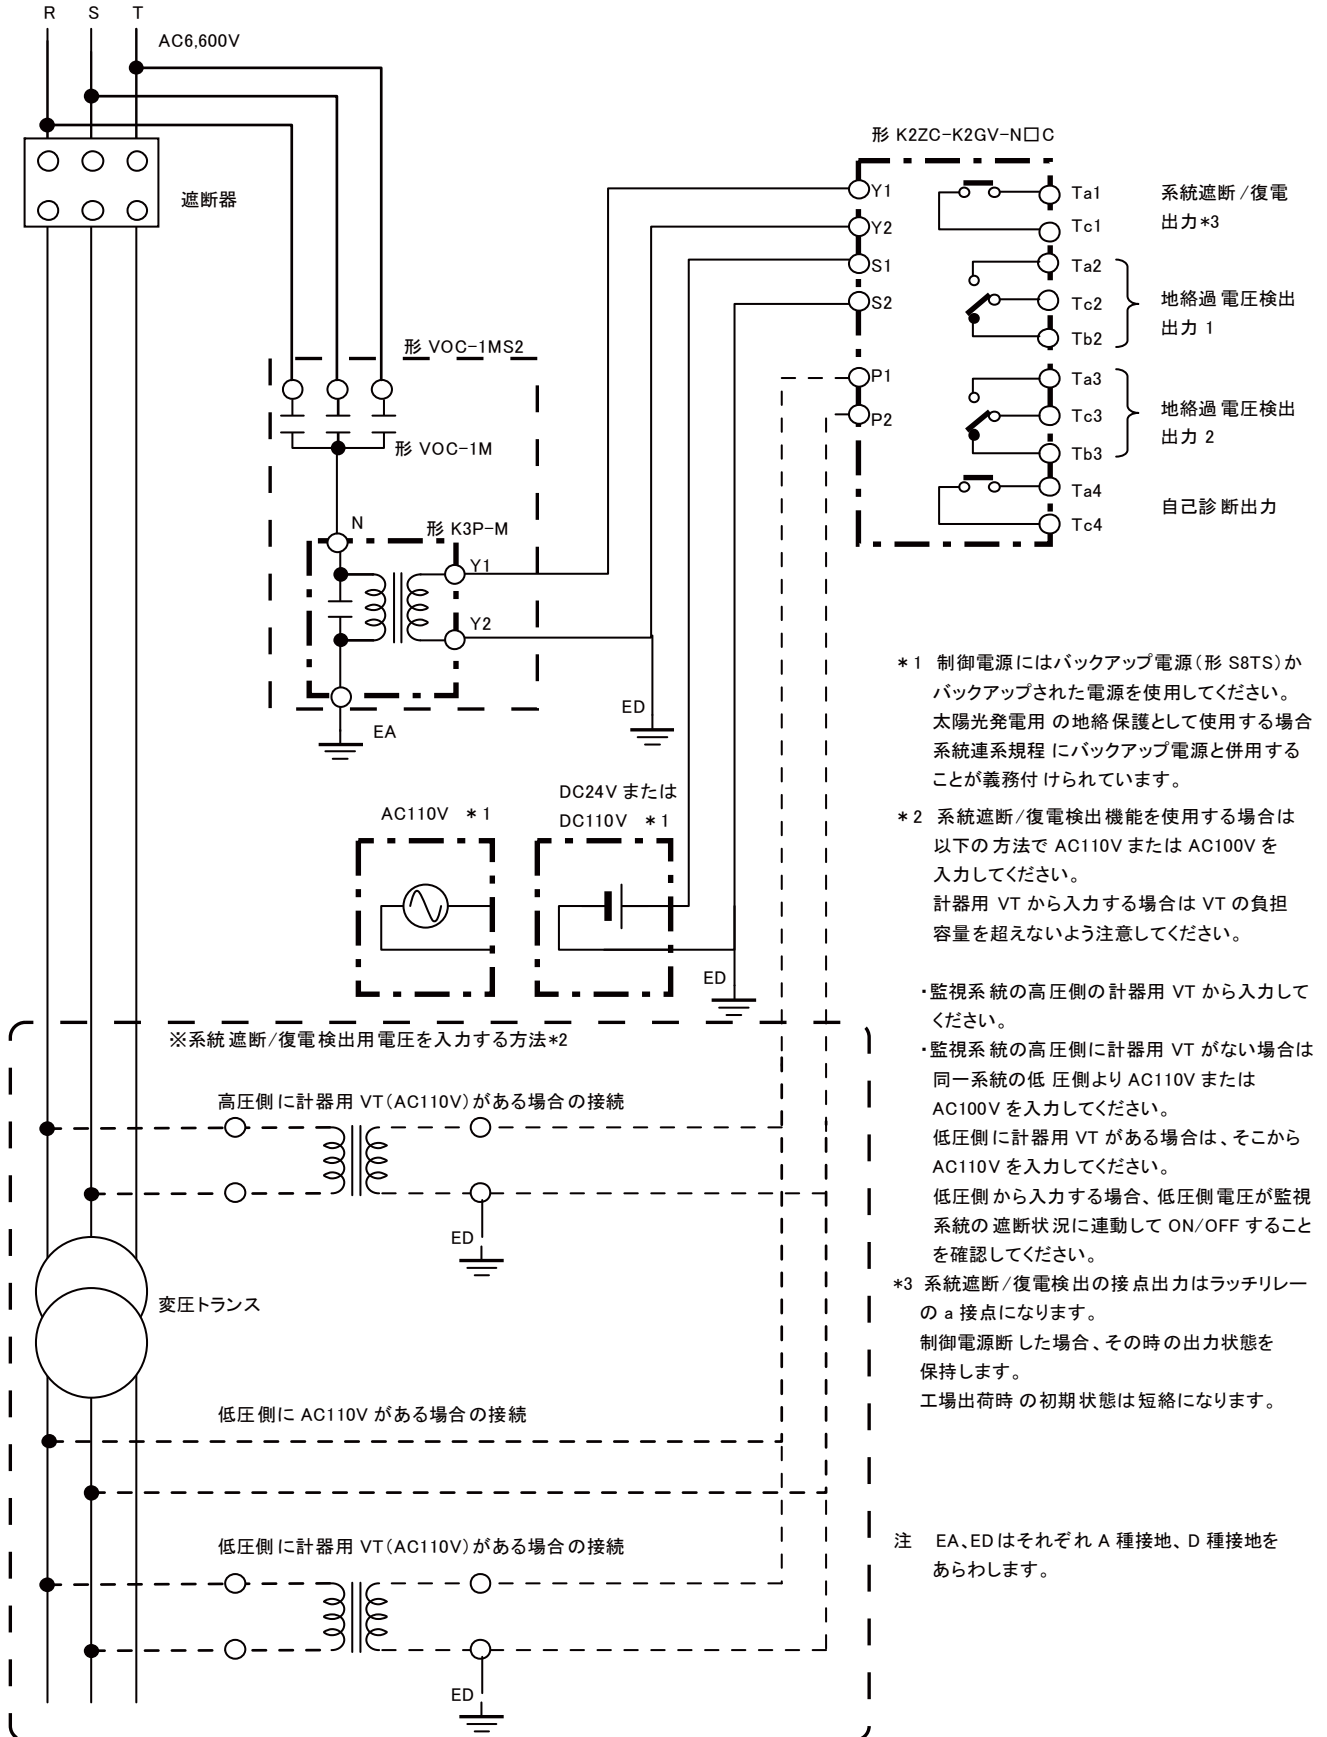 R S T
AC6,600V
遮断器
形 VOC-1MS2
形 VOC-1M
N
形 K3P-M
Y1
Y2
EA
ED
形 K2ZC-K2GV-N□C
Y1
Y2
S1
S2
P1
P2
Ta1
Tc1
Ta2
Tc2
Tb2
Ta3
Tc3
Tb3
Ta4
Tc4
系統遮断/復電
出力*3
地絡過電圧検出
出力 1
地絡過電圧検出
出力 2
自己診断出力
AC110V *1
DC24V または
DC110V *1
ED
※系統遮断/復電検出用電圧を入力する方法*2
高圧側に計器用 VT(AC110V)がある場合の接続
ED
変圧トランス
低圧側に AC110V がある場合の接続
低圧側に計器用 VT(AC110V)がある場合の接続
ED
*1 制御電源にはバックアップ電源(形 S8TS)か
バックアップされた電源を使用してください。
太陽光発電用の地絡保護として使用する場合
系統連系規程にバックアップ電源と併用する
ことが義務付けられています。
*2 系統遮断/復電検出機能を使用する場合は
以下の方法で AC110V または AC100V を
入力してください。
計器用 VT から入力する場合は VT の負担
容量を超えないよう注意してください。
・監視系統の高圧側の計器用 VT から入力して
ください。
・監視系統の高圧側に計器用 VT がない場合は
同一系統の低圧側より AC110V または
AC100V を入力してください。
低圧側に計器用 VT がある場合は、そこから
AC110V を入力してください。
低圧側から入力する場合、低圧側電圧が監視
系統の遮断状況に連動して ON/OFF すること
を確認してください。
*3 系統遮断/復電検出の接点出力はラッチリレー
の a 接点になります。
制御電源断した場合、その時の出力状態を
保持します。
工場出荷時の初期状態は短絡になります。
注 EA、ED はそれぞれ A 種接地、D 種接地を
あらわします。